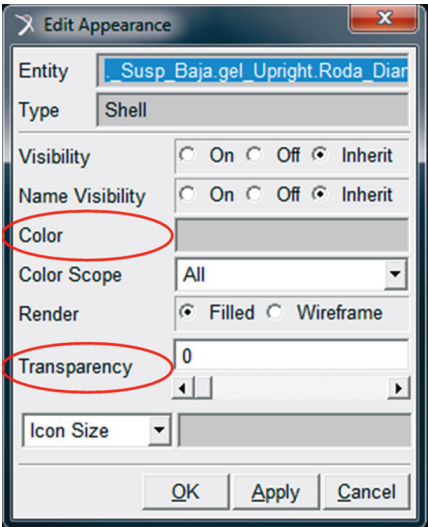 Edit Appearance
Entity ._Susp_Baja.gel_Upright.Roda_Dian
Type Shell
Visibility On Off Inherit
Name Visibility On Off Inherit
Color
Color Scope All
Render Filled Wireframe
Transparency 0
Icon Size
OK Apply Cancel